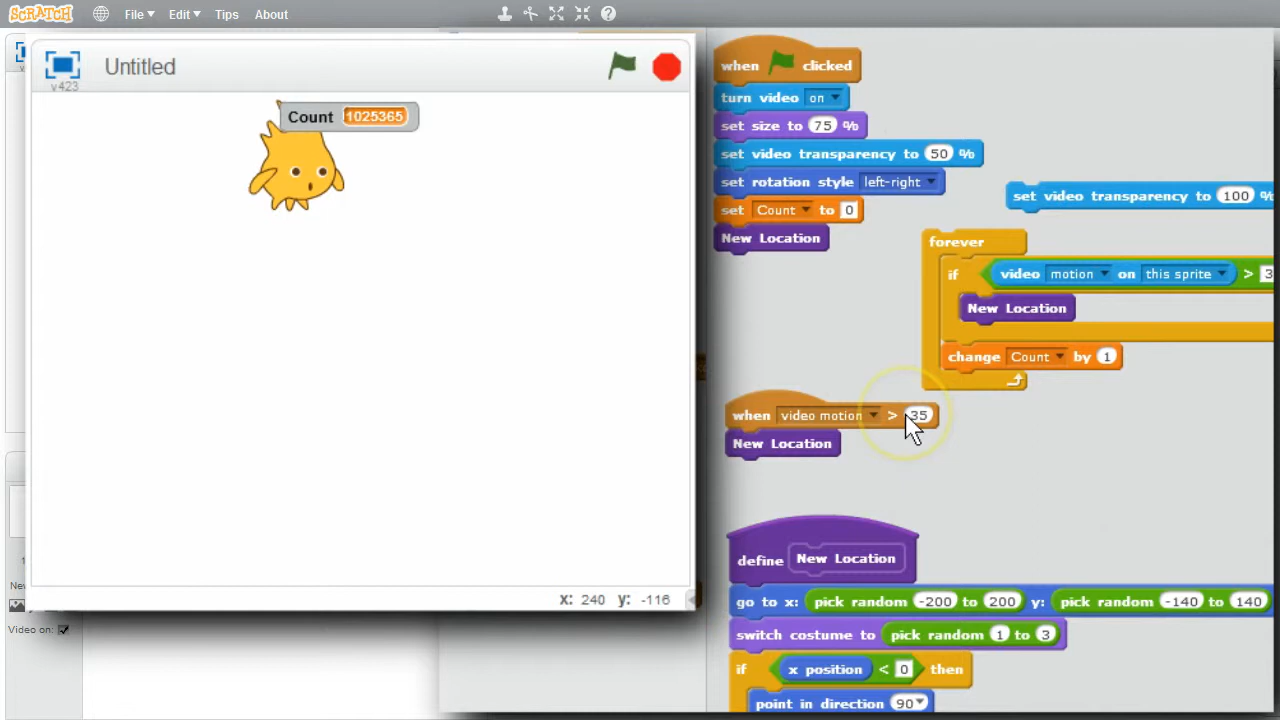 SCRATCH File Edit Tips About
Untitled
v423
Count 1025365
x: 240 y: -116
New
Video on:
when clicked
turn video on
set size to 75 %
set video transparency to 50 %
set rotation style left-right
set Count to 0
New Location
set video transparency to 100 %
forever
if video motion on this sprite > 3
New Location
change Count by 1
when video motion > 35
New Location
define New Location
go to x: pick random -200 to 200 y: pick random -140 to 140
switch costume to pick random 1 to 3
if x position < 0 then
point in direction 90